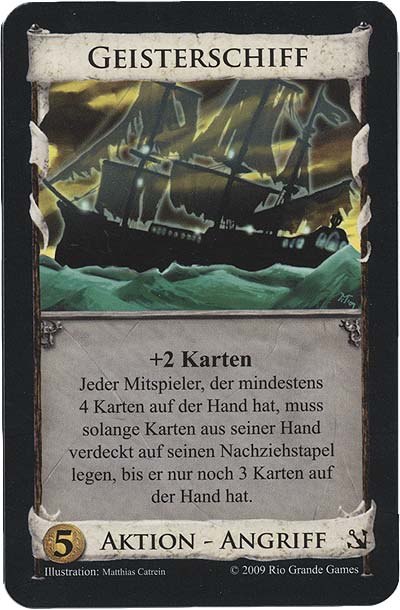 GEISTERSCHIFF
+2 Karten
Jeder Mitspieler, der mindestens
4 Karten auf der Hand hat, muss
solange Karten aus seiner Hand
verdeckt auf seinen Nachziehstapel
legen, bis er nur noch 3 Karten auf
der Hand hat.
5 AKTION - ANGRIFF
Illustration: Matthias Catrein © 2009 Rio Grande Games